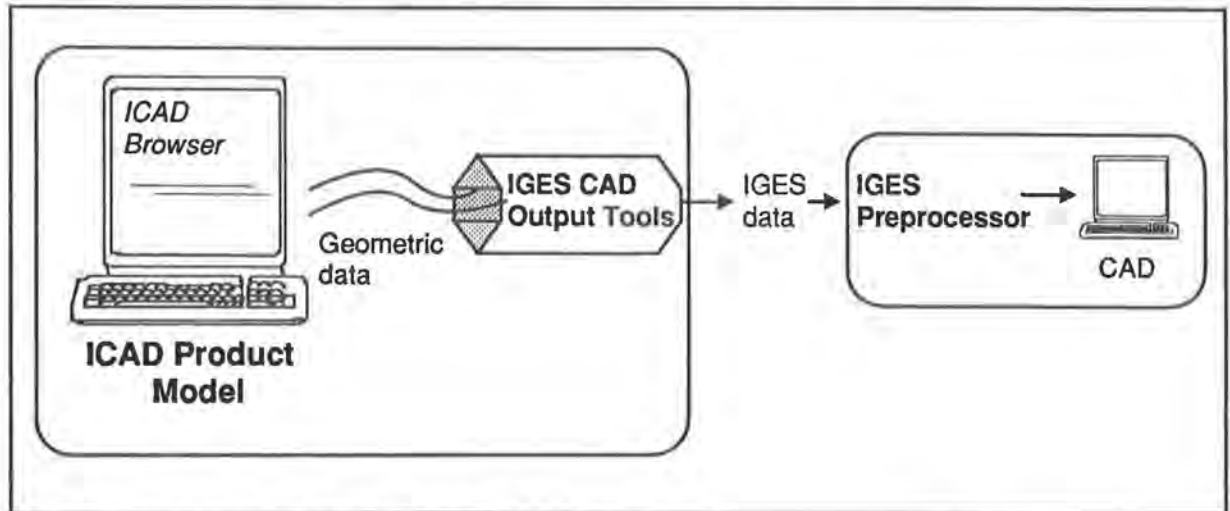 ICAD
Browser
Geometric
data
ICAD Product
Model
IGES CAD
Output Tools
IGES
data
IGES
Preprocessor
CAD